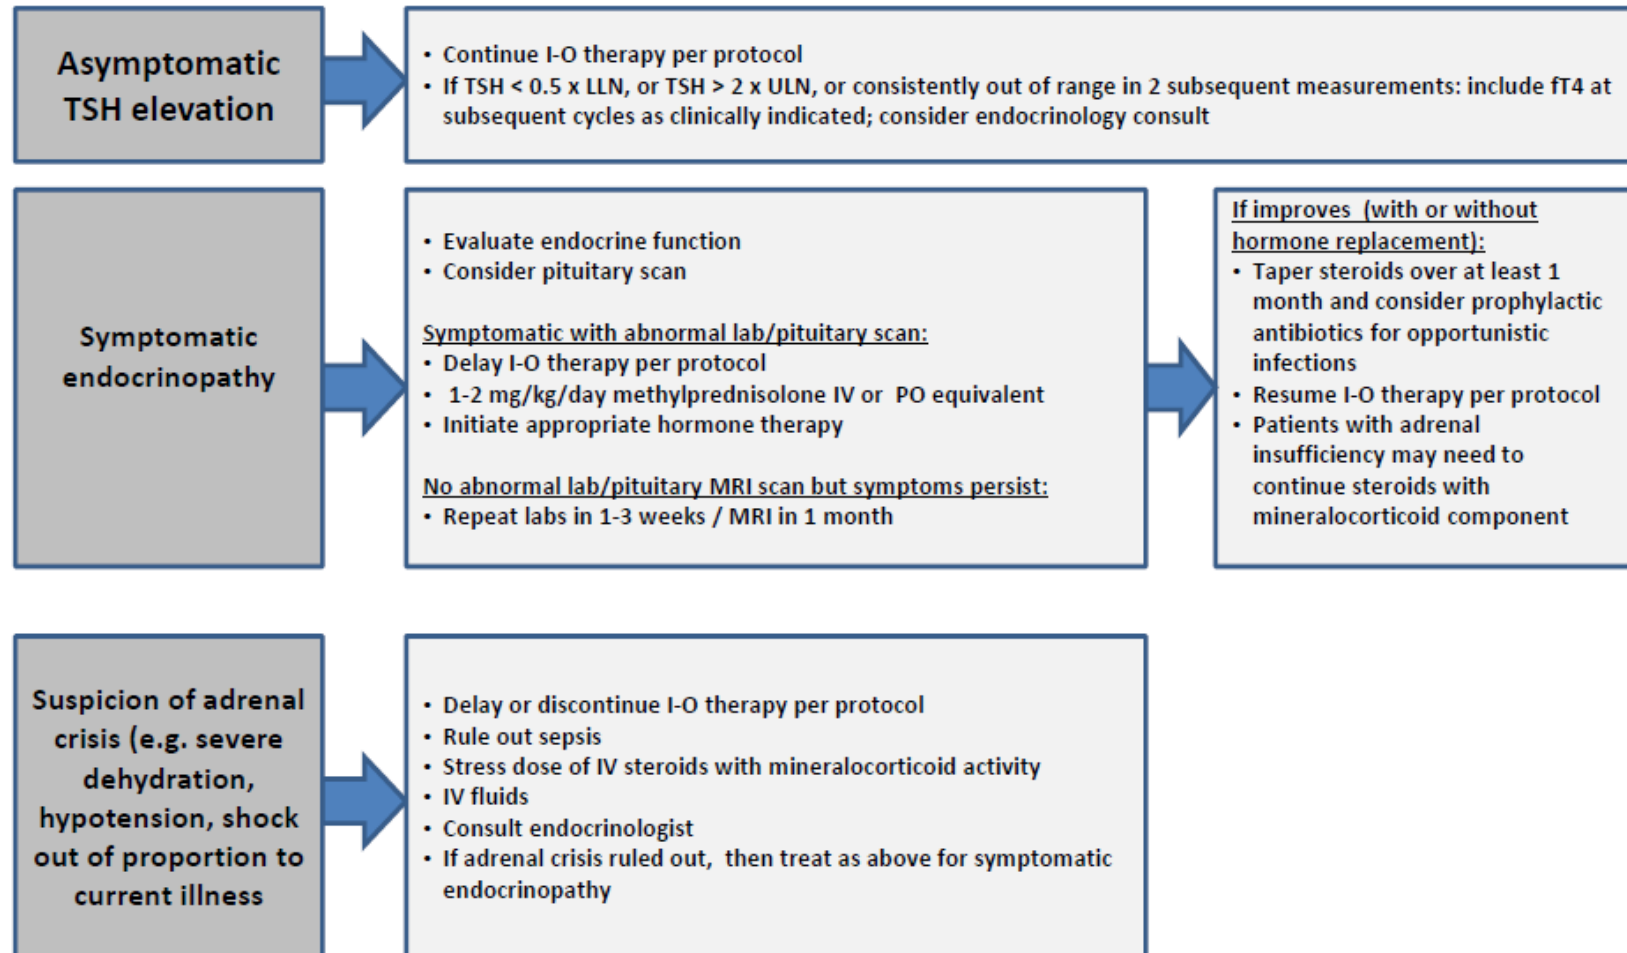 Asymptomatic
TSH elevation
• Continue I-O therapy per protocol
• If TSH < 0.5 x LLN, or TSH > 2 x ULN, or consistently out of range in 2 subsequent measurements: include fT4 at
subsequent cycles as clinically indicated; consider endocrinology consult
Symptomatic
endocrinopathy
• Evaluate endocrine function
• Consider pituitary scan
Symptomatic with abnormal lab/pituitary scan:
• Delay I-O therapy per protocol
• 1-2 mg/kg/day methylprednisolone IV or PO equivalent
• Initiate appropriate hormone therapy
No abnormal lab/pituitary MRI scan but symptoms persist:
• Repeat labs in 1-3 weeks / MRI in 1 month
If improves (with or without
hormone replacement):
• Taper steroids over at least 1
month and consider prophylactic
antibiotics for opportunistic
infections
• Resume I-O therapy per protocol
• Patients with adrenal
insufficiency may need to
continue steroids with
mineralocorticoid component
Suspicion of adrenal
crisis (e.g. severe
dehydration,
hypotension, shock
out of proportion to
current illness
• Delay or discontinue I-O therapy per protocol
• Rule out sepsis
• Stress dose of IV steroids with mineralocorticoid activity
• IV fluids
• Consult endocrinologist
• If adrenal crisis ruled out, then treat as above for symptomatic
endocrinopathy